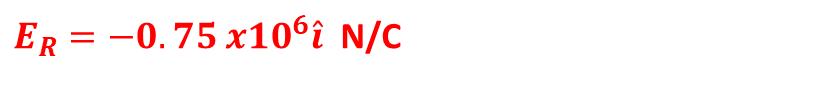 E_R = −0.75 x10⁶î N/C